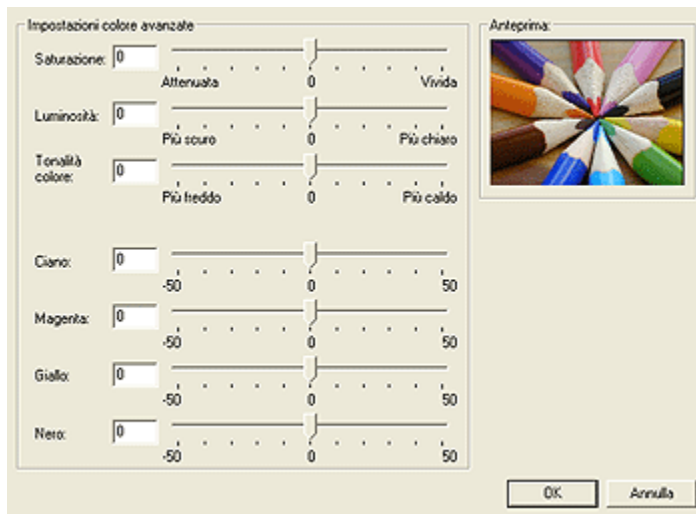 Impostazioni colore avanzate
Saturazione: 0
Attenuata 0 Vivida
Luminosità: 0
Più scuro 0 Più chiaro
Tonalità
colore: 0
Più freddo 0 Più caldo
Ciano: 0
-50 0 50
Magenta: 0
-50 0 50
Giallo: 0
-50 0 50
Nero: 0
-50 0 50
Anteprima:
OK Annulla